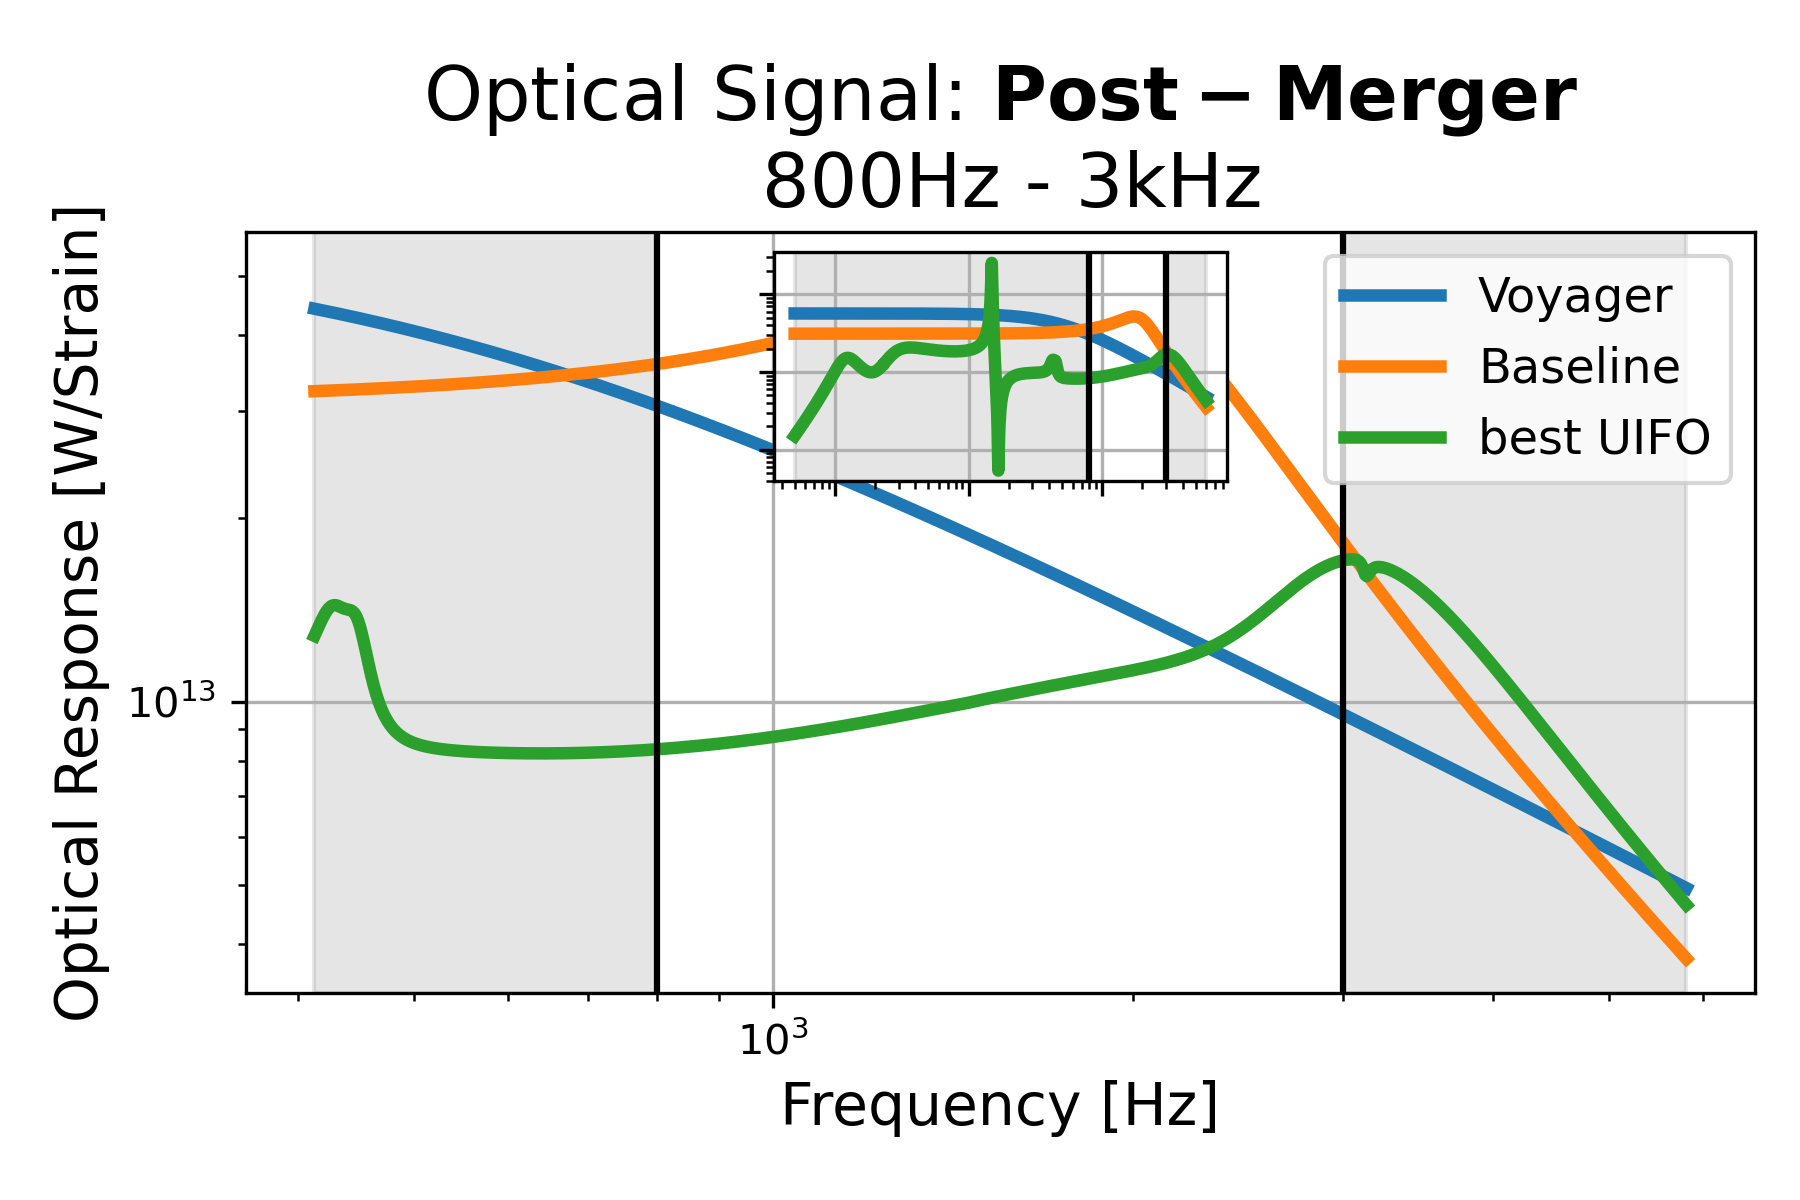 Optical Signal: Post − Merger
800Hz - 3kHz
Optical Response [W/Strain]
10¹³
Voyager
Baseline
best UIFO
10³
Frequency [Hz]